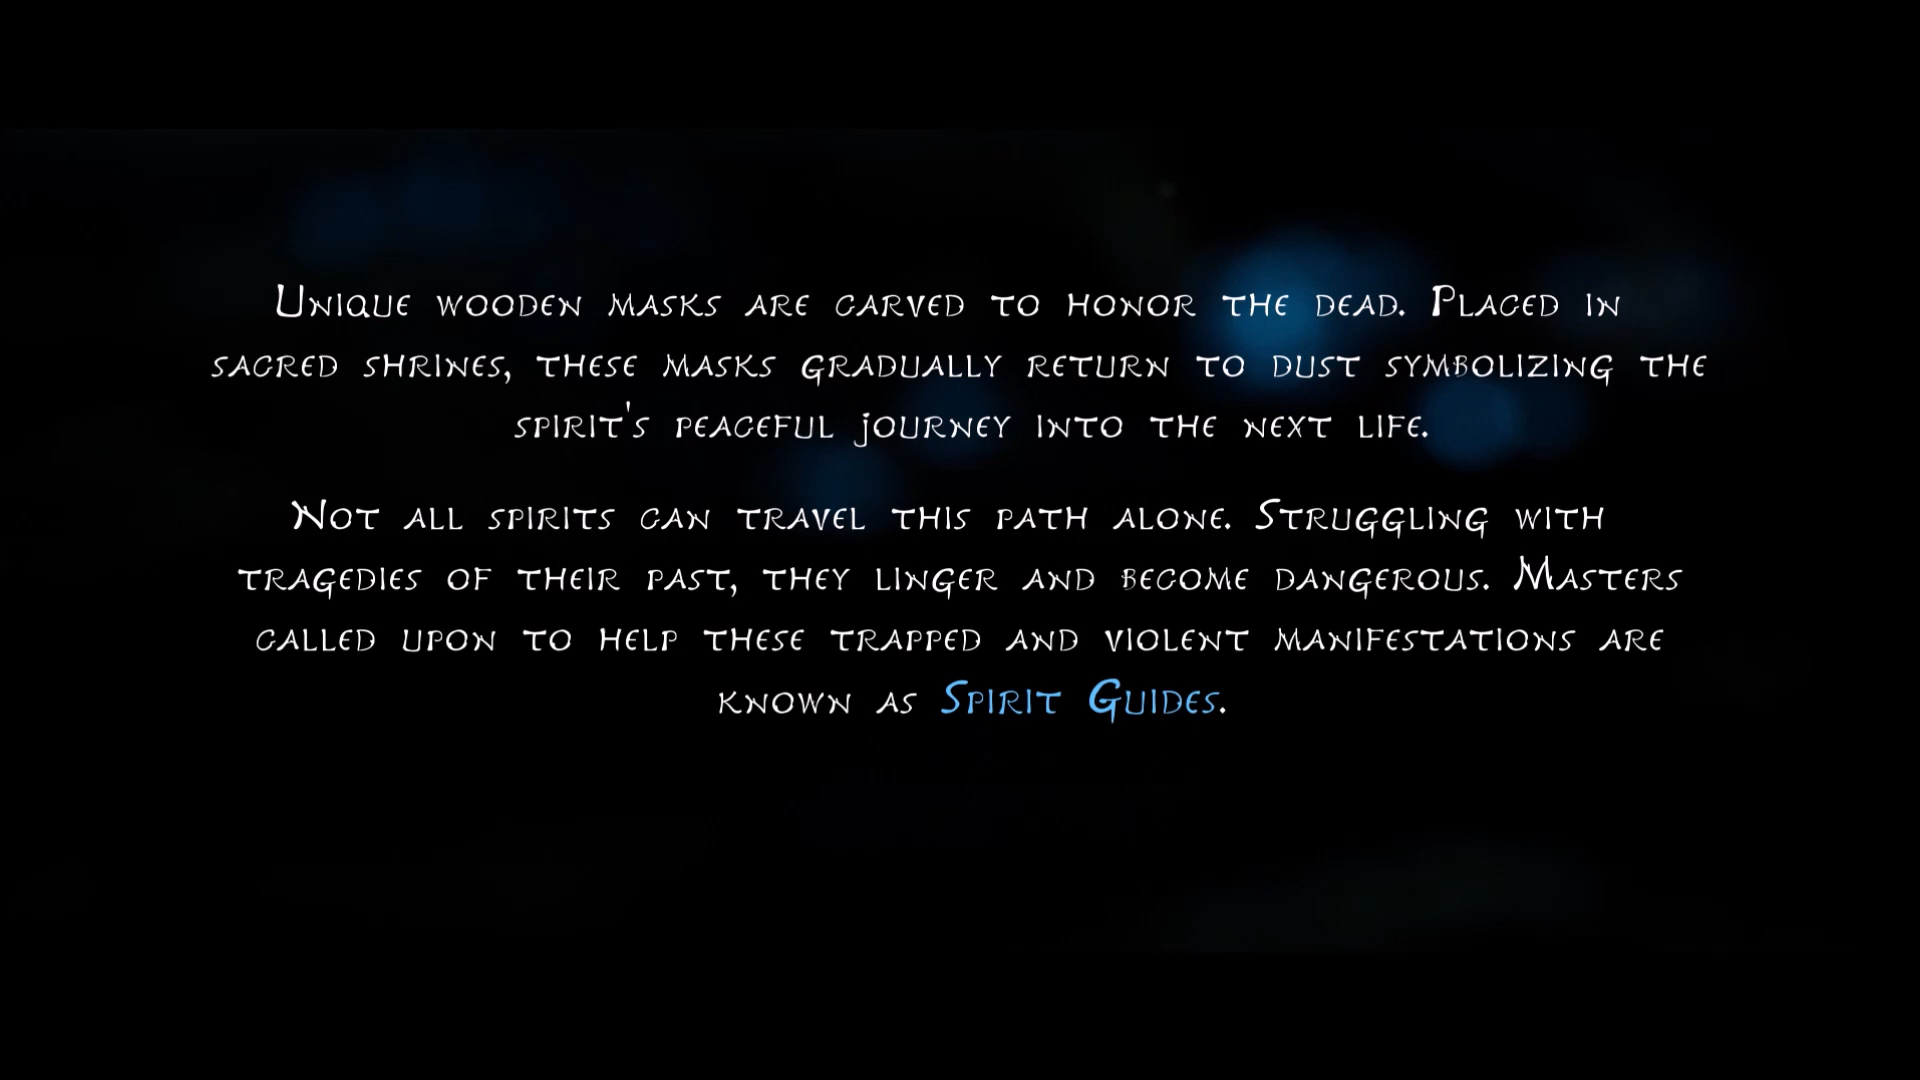 Unique wooden masks are carved to honor the dead. Placed in
sacred shrines, these masks gradually return to dust symbolizing the
spirit's peaceful journey into the next life.
Not all spirits can travel this path alone. Struggling with
tragedies of their past, they linger and become dangerous. Masters
called upon to help these trapped and violent manifestations are
known as Spirit Guides.